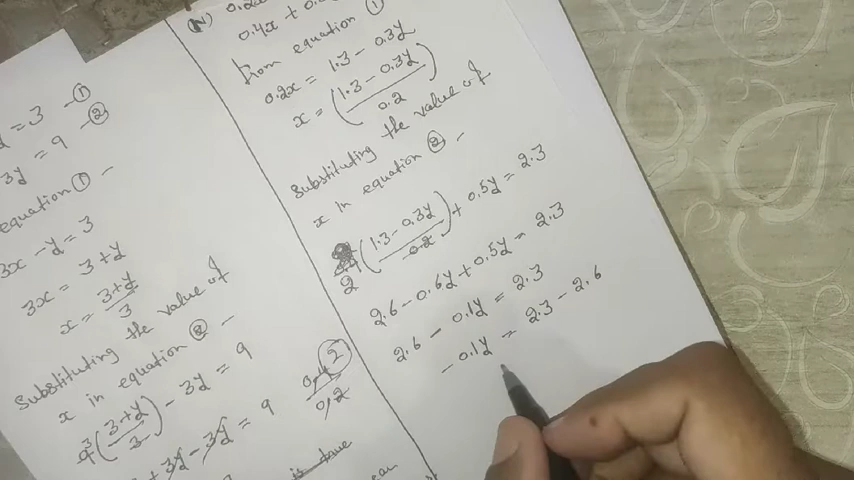 y = 3 - ①
3y = 9 - ②
equation ① -
3x - y = 3
3x = 3+y
x = 3+y / 3
Substituting the value of
x in equation ② -
9³(3+y / 3) - 3y = 9
+ 3y - 3y = 9
0.4 2
0.2
is true
0.2x
0.4x + 0.
from equation ①
0.2x = 1.3 - 0.3y
x = (1.3 - 0.3y / 0.2)
Substituting the value of
x in equation ② -
2 (1.3 - 0.3y / 0.2) + 0.5y = 2.3
2.6 - 0.6y + 0.5y = 2.3
2.6 - 0.1y = 2.3
- 0.1y = 2.3 - 2.6